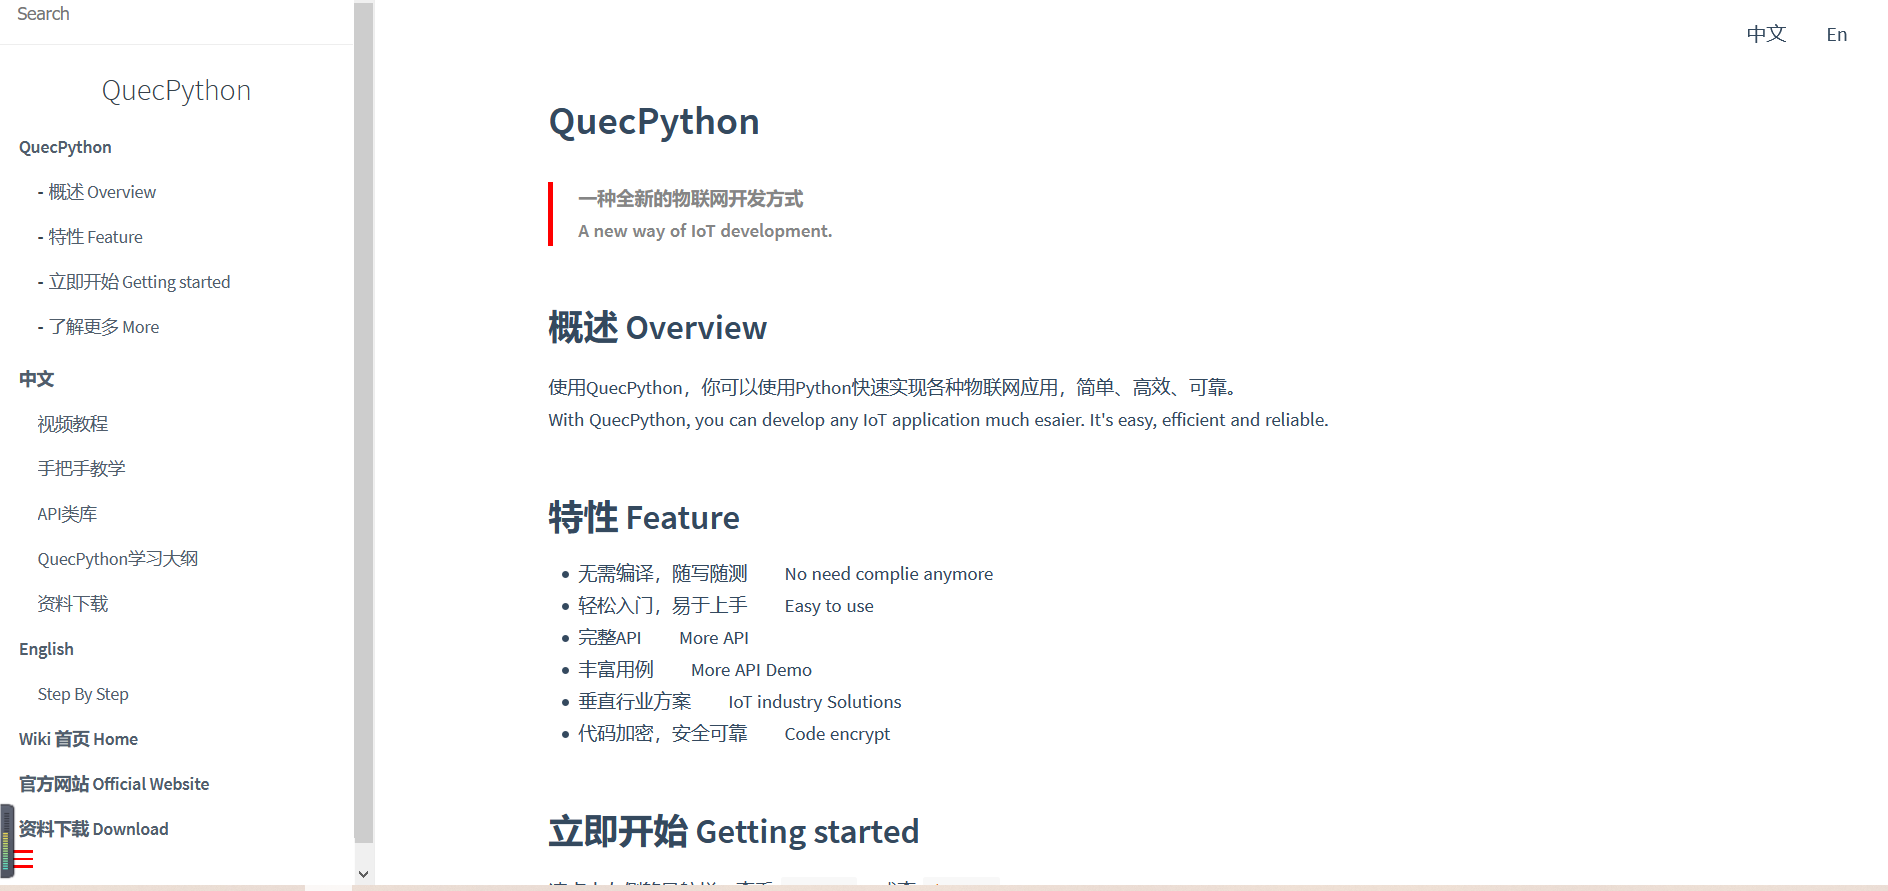 Search
QuecPython
QuecPython
- 概述 Overview
- 特性 Feature
- 立即开始 Getting started
- 了解更多 More
中文
视频教程
手把手教学
API类库
QuecPython学习大纲
资料下载
English
Step By Step
Wiki 首页 Home
官方网站 Official Website
资料下载 Download
中文 En
QuecPython
一种全新的物联网开发方式
A new way of IoT development.
概述 Overview
使用QuecPython，你可以使用Python快速实现各种物联网应用，简单、高效、可靠。
With QuecPython, you can develop any IoT application much esaier. It's easy, efficient and reliable.
特性 Feature
• 无需编译，随写随测 No need complie anymore
• 轻松入门，易于上手 Easy to use
• 完整API More API
• 丰富用例 More API Demo
• 垂直行业方案 IoT industry Solutions
• 代码加密，安全可靠 Code encrypt
立即开始 Getting started